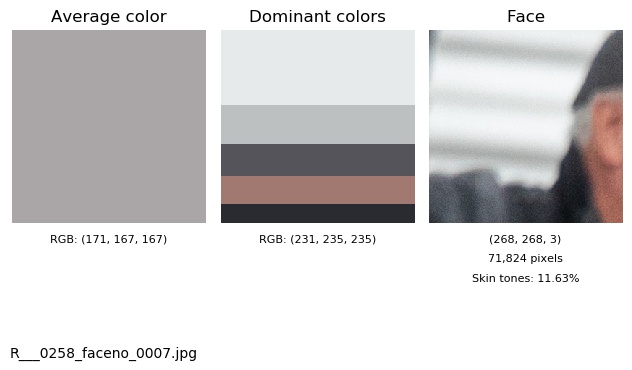 Average color
Dominant colors
Face
RGB: (171, 167, 167)
RGB: (231, 235, 235)
(268, 268, 3)
71,824 pixels
Skin tones: 11.63%
R___0258_faceno_0007.jpg